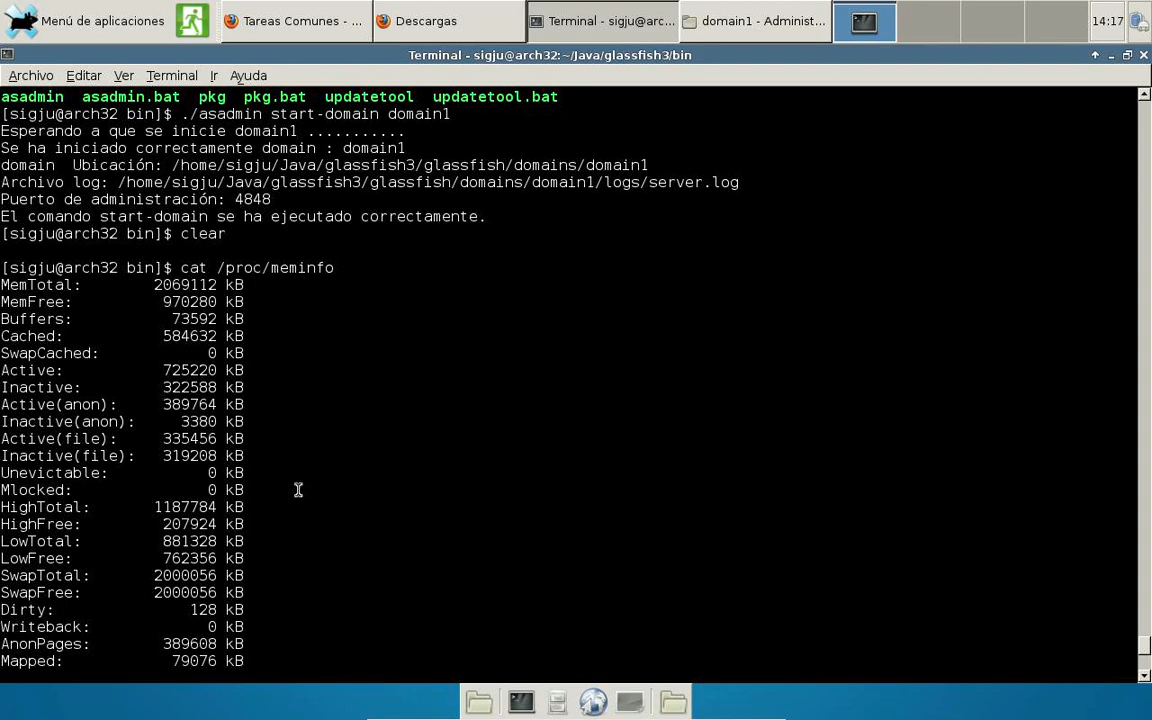 Menú de aplicaciones
Tareas Comunes - ...
Descargas
Terminal - sigju@arc...
domain1 - Administ...
14:17
Terminal - sigju@arch32:~/Java/glassfish3/bin
Archivo Editar Ver Terminal Ir Ayuda
asadmin asadmin.bat pkg pkg.bat updatetool updatetool.bat
[sigju@arch32 bin]$ ./asadmin start-domain domain1
Esperando a que se inicie domain1 ...........
Se ha iniciado correctamente domain : domain1
domain Ubicación: /home/sigju/Java/glassfish3/glassfish/domains/domain1
Archivo log: /home/sigju/Java/glassfish3/glassfish/domains/domain1/logs/server.log
Puerto de administración: 4848
El comando start-domain se ha ejecutado correctamente.
[sigju@arch32 bin]$ clear
[sigju@arch32 bin]$ cat /proc/meminfo
MemTotal: 2069112 kB
MemFree: 970280 kB
Buffers: 73592 kB
Cached: 584632 kB
SwapCached: 0 kB
Active: 725220 kB
Inactive: 322588 kB
Active(anon): 389764 kB
Inactive(anon): 3380 kB
Active(file): 335456 kB
Inactive(file): 319208 kB
Unevictable: 0 kB
Mlocked: 0 kB
HighTotal: 1187784 kB
HighFree: 207924 kB
LowTotal: 881328 kB
LowFree: 762356 kB
SwapTotal: 2000056 kB
SwapFree: 2000056 kB
Dirty: 128 kB
Writeback: 0 kB
AnonPages: 389608 kB
Mapped: 79076 kB